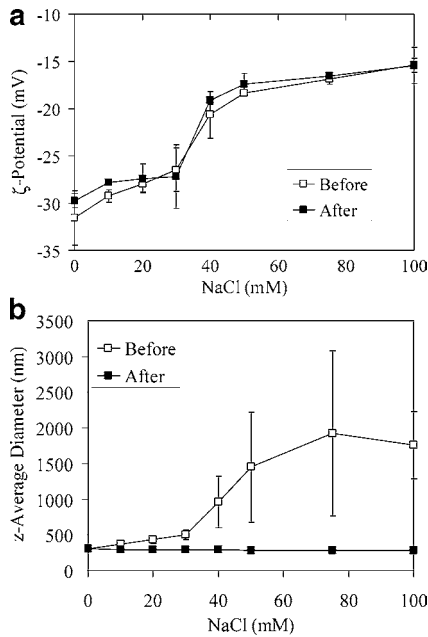 a
-10
-15
-20
-25
-30
-35
ζ-Potential (mV)
Before
After
0
20
40
60
80
100
NaCl (mM)
b
3500
3000
2500
2000
1500
1000
500
0
z-Average Diameter (nm)
Before
After
0
20
40
60
80
100
NaCl (mM)